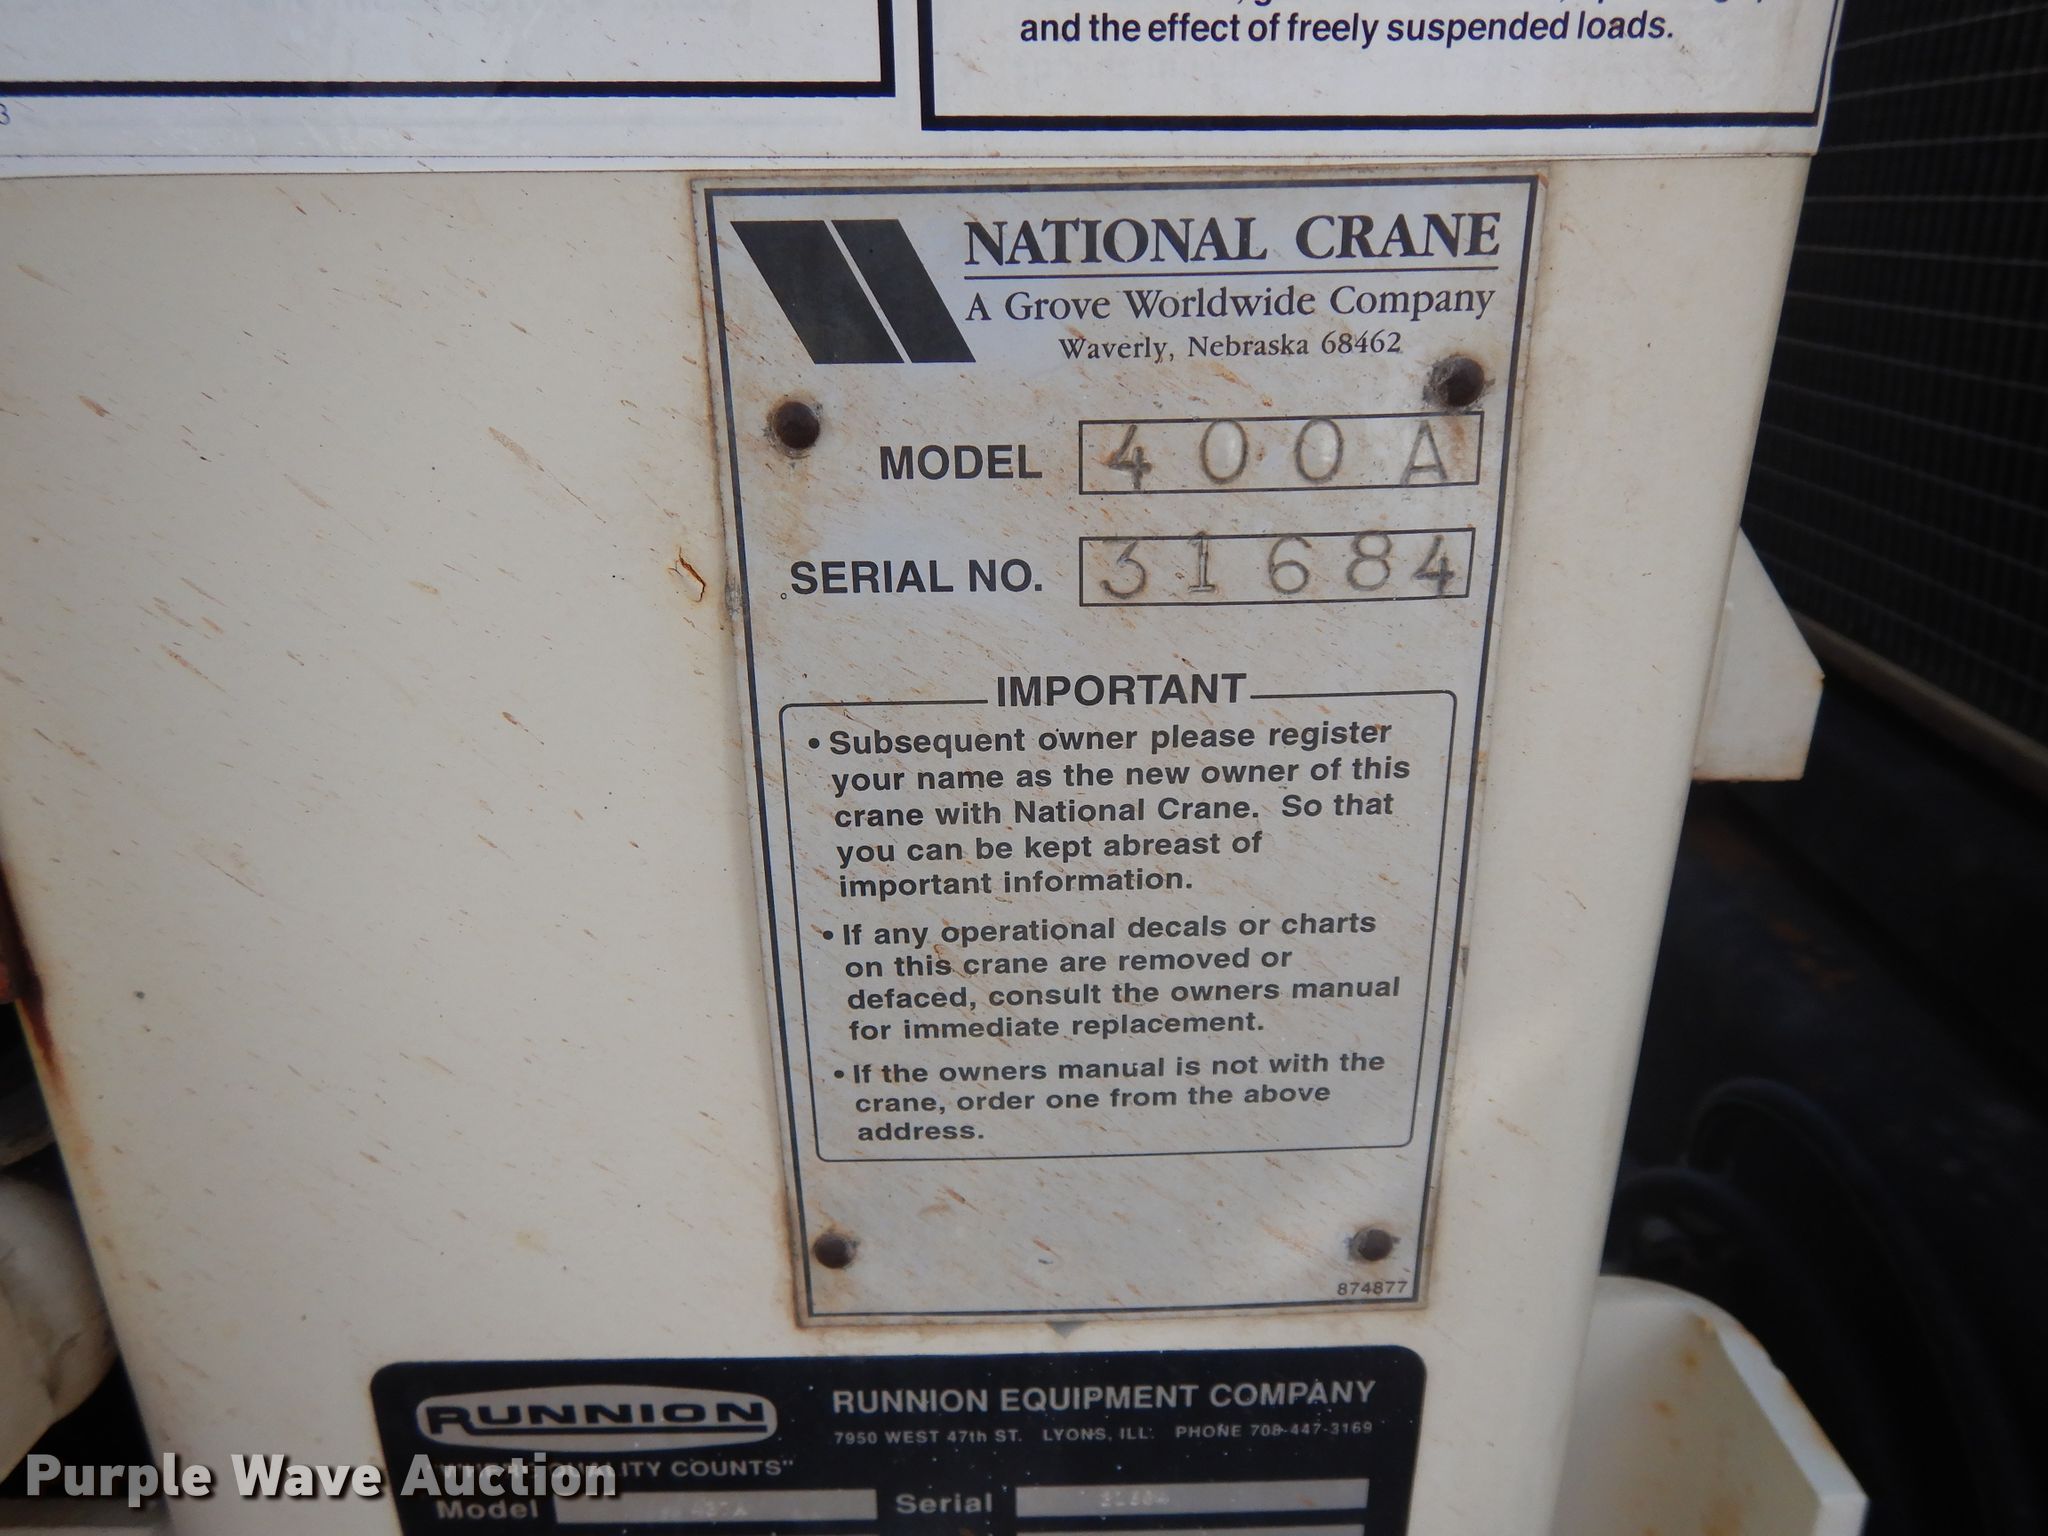 and the effect of freely suspended loads.
3
NATIONAL CRANE
A Grove Worldwide Company
Waverly, Nebraska 68462
MODEL 400A
SERIAL NO. 31684
IMPORTANT
• Subsequent owner please register
your name as the new owner of this
crane with National Crane. So that
you can be kept abreast of
important information.
• If any operational decals or charts
on this crane are removed or
defaced, consult the owners manual
for immediate replacement.
• If the owners manual is not with the
crane, order one from the above
address.
874877
RUNNION
RUNNION EQUIPMENT COMPANY
7950 WEST 47th ST. LYONS, ILL. PHONE 708-447-3169
QUALITY COUNTS"
Model
Serial
Purple Wave Auction